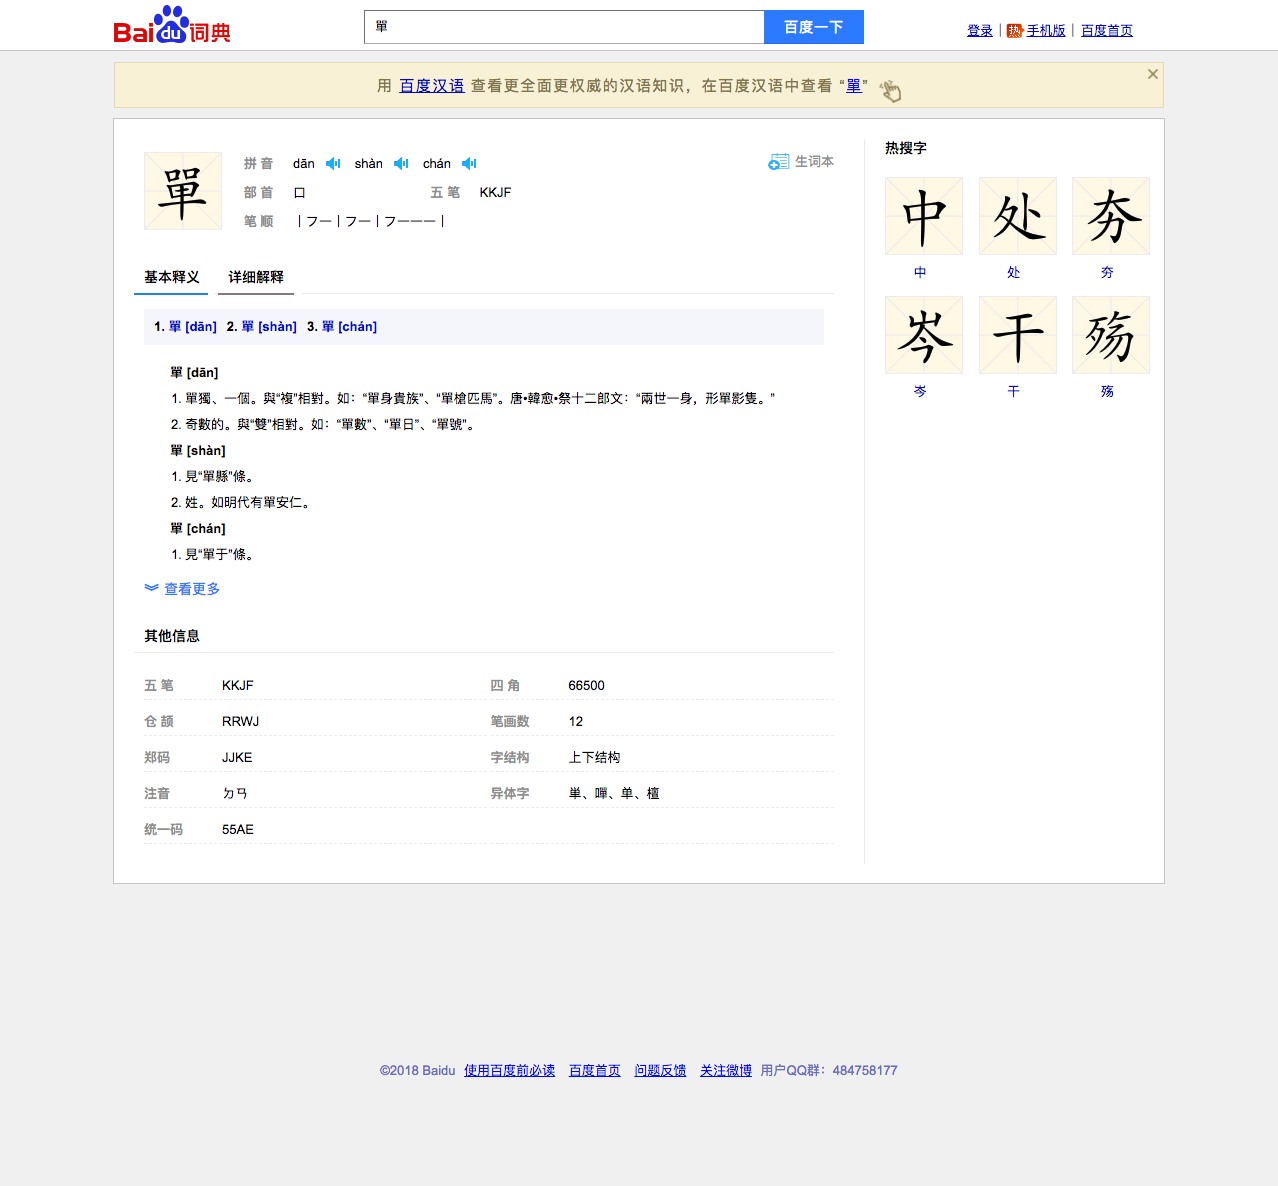 Bai du 词典
單
百度一下
登录 | 热 手机版 | 百度首页
用 百度汉语 查看更全面更权威的汉语知识，在百度汉语中查看 “單”
單
拼 音 dān shàn chán
生词本
部 首 口 五 笔 KKJF
笔 顺 丨フ一丨フ一丨フ一一一丨
基本释义 详细解释
1. 單 [dān] 2. 單 [shàn] 3. 單 [chán]
單 [dān]
1. 單獨、一個。與“複”相對。如：“單身貴族”、“單槍匹馬”。唐•韓愈•祭十二郎文：“兩世一身，形單影隻。”
2. 奇數的。與“雙”相對。如：“單數”、“單日”、“單號”。
單 [shàn]
1. 見“單縣”條。
2. 姓。如明代有單安仁。
單 [chán]
1. 見“單于”條。
查看更多
其他信息
五 笔 KKJF 四 角 66500
仓 颉 RRWJ 笔画数 12
郑码 JJKE 字结构 上下结构
注音 ㄉㄢ 异体字 単、嘽、单、檀
统一码 55AE
热搜字
中 处 夯
中 处 夯
岑 干 殇
岑 干 殇
©2018 Baidu 使用百度前必读 百度首页 问题反馈 关注微博 用户QQ群：484758177